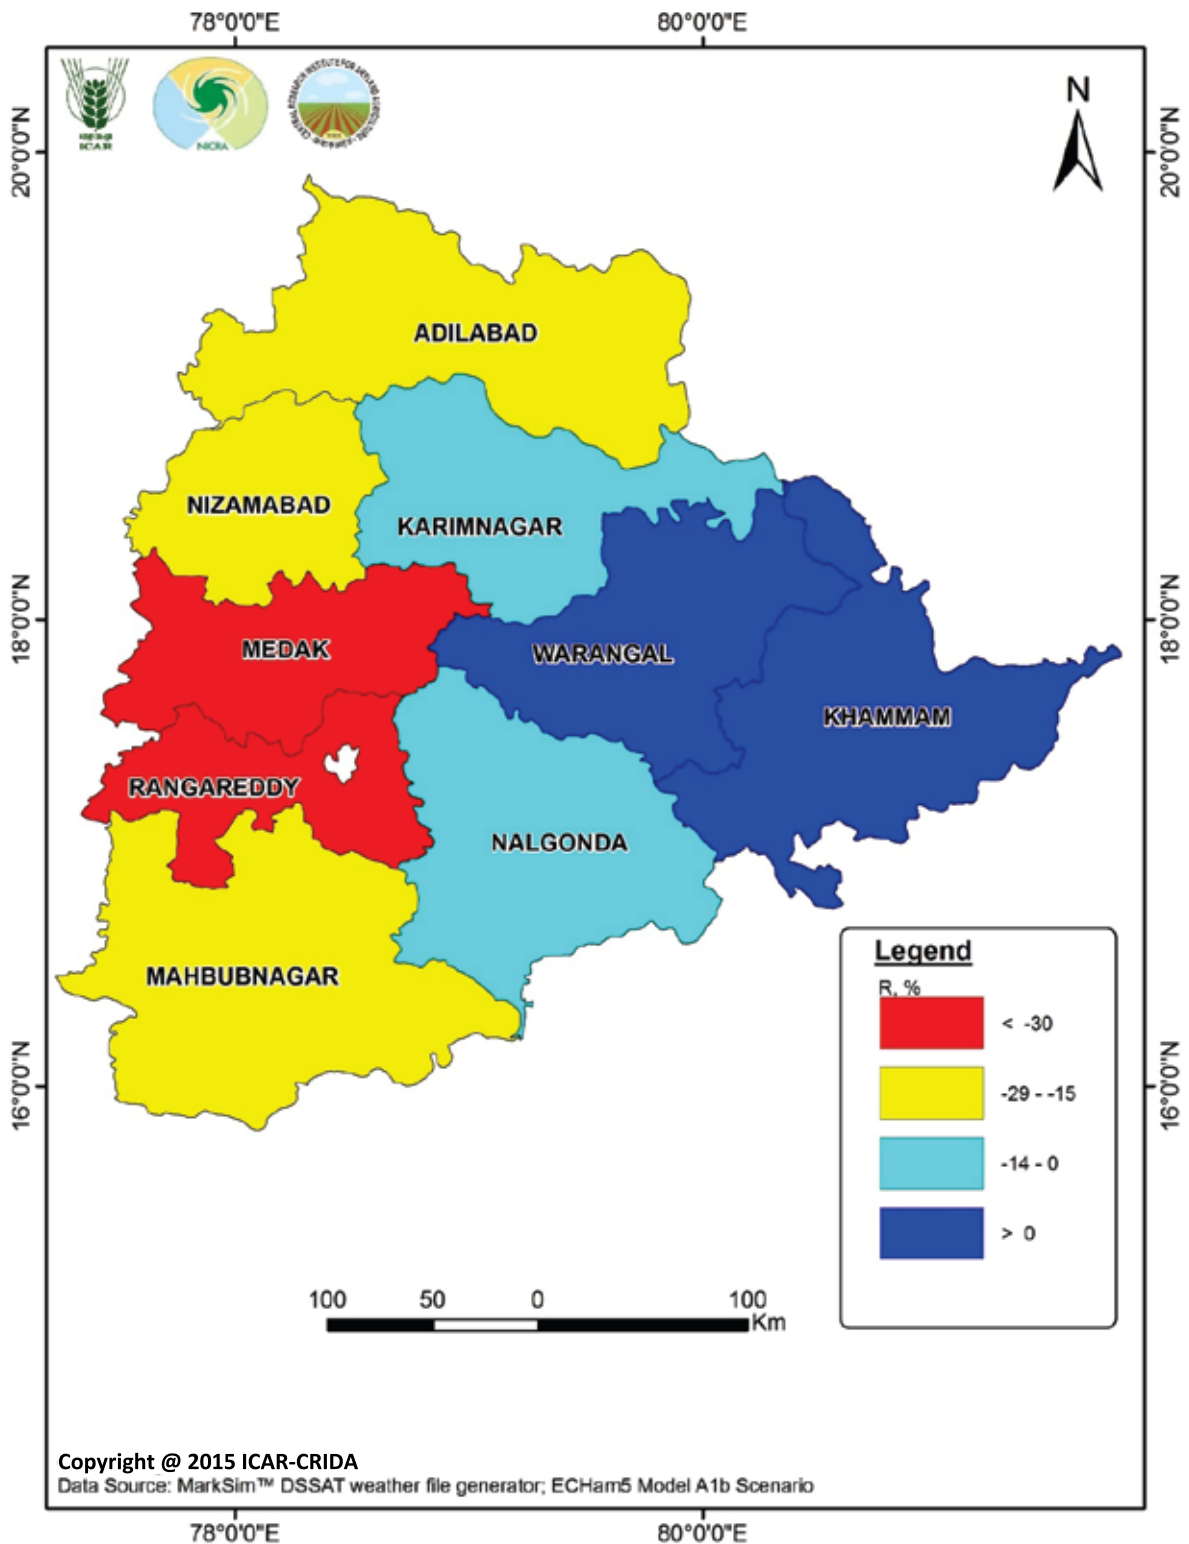 78°0'0"E 80°0'0"E
20°0'0"N
18°0'0"N
16°0'0"N
ICAR
NICRA
N
20°0'0"N
18°0'0"N
16°0'0"N
ADILABAD
NIZAMABAD
KARIMNAGAR
MEDAK
WARANGAL
KHAMMAM
RANGAREDDY
NALGONDA
MAHBUBNAGAR
Legend
R, %
< -30
-29 - -15
-14 - 0
> 0
100 50 0 100
Km
Copyright @ 2015 ICAR-CRIDA
Data Source: MarkSim™ DSSAT weather file generator; ECHam5 Model A1b Scenario
78°0'0"E 80°0'0"E